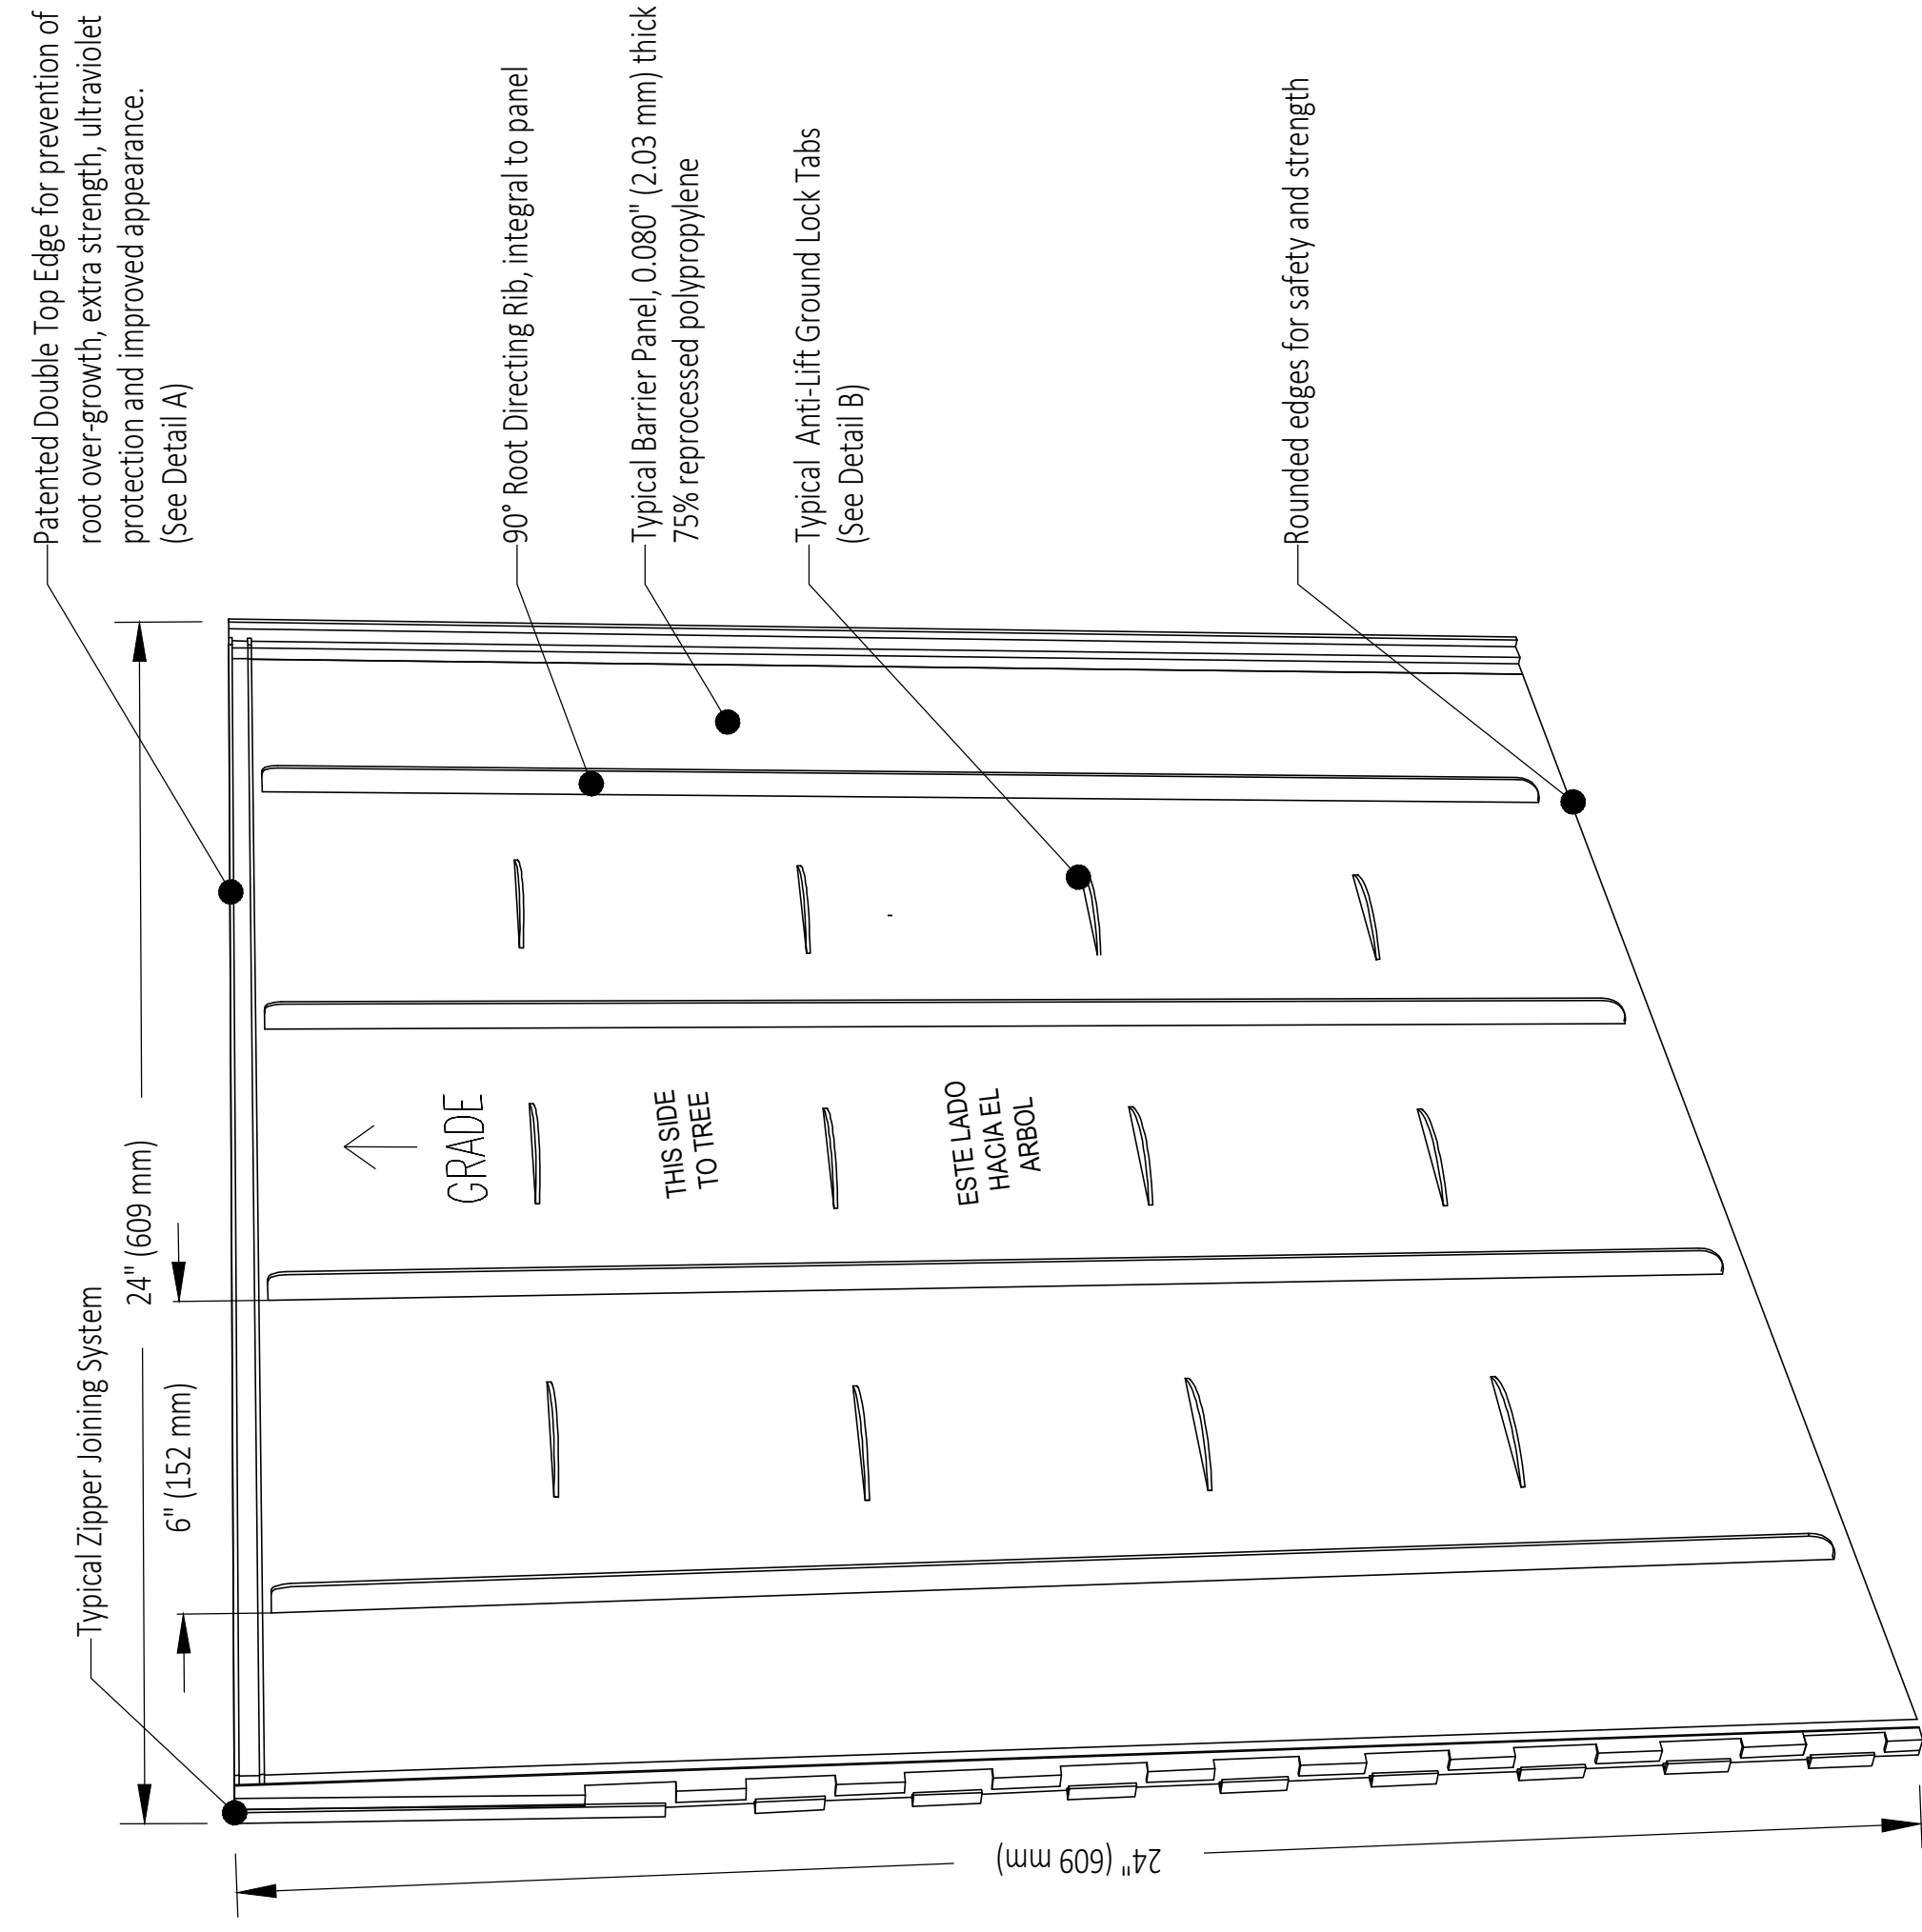 Patented Double Top Edge for prevention of
root over-growth, extra strength, ultraviolet
protection and improved appearance.
(See Detail A)
90° Root Directing Rib, integral to panel
Typical Barrier Panel, 0.080" (2.03 mm) thick
75% reprocessed polypropylene
Typical Anti-Lift Ground Lock Tabs
(See Detail B)
Rounded edges for safety and strength
Typical Zipper Joining System
24" (609 mm)
6" (152 mm)
GRADE
THIS SIDE
TO TREE
ESTE LADO
HACIA EL
ARBOL
24" (609 mm)